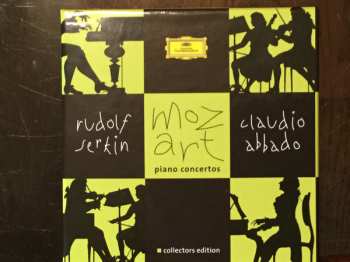 rudolf
serkin
moz
art
piano concertos
claudio
abbado
collectors edition